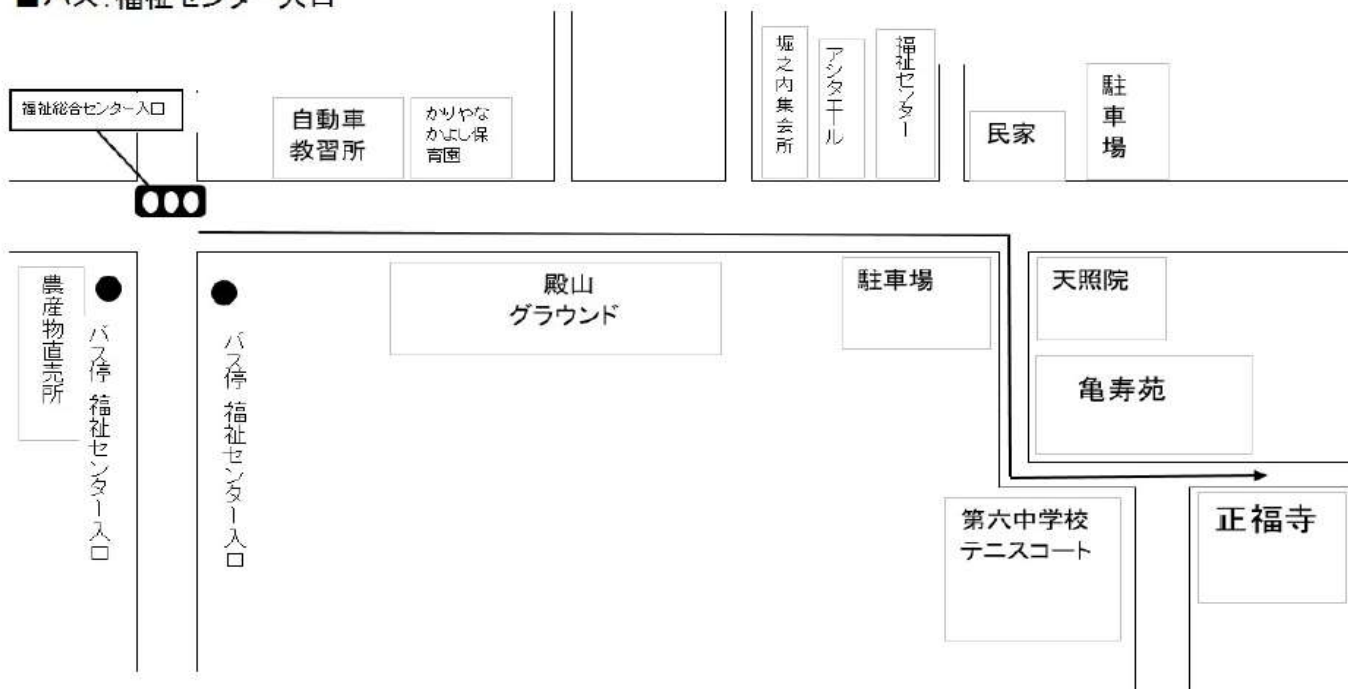 ■バス:福祉センター入口
福祉総合センター入口
自動車
教習所
かりやな
かよし保
育園
堀之内集会所
アシタエール
福祉センター
民家
駐車場
農産物直売所
バス停 福祉センター入口
バス停 福祉センター入口
殿山
グラウンド
駐車場
天照院
亀寿苑
第六中学校
テニスコート
正福寺